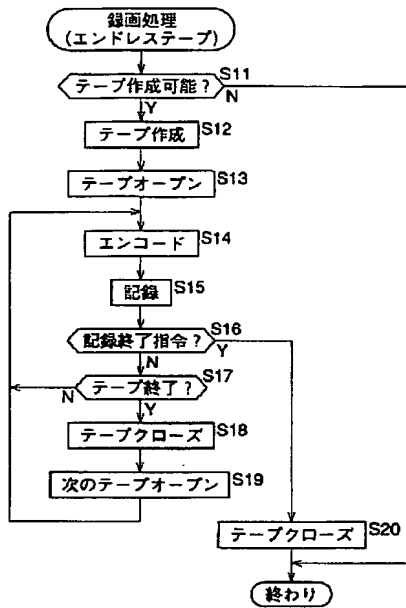 録画処理
(エンドレステープ)
テープ作成可能？ S11
N
Y
テープ作成 S12
テープオープン S13
エンコード S14
記録 S15
記録終了指令？ S16
Y
N
テープ終了？ S17
N
Y
テープクローズ S18
次のテープオープン S19
テープクローズ S20
終わり